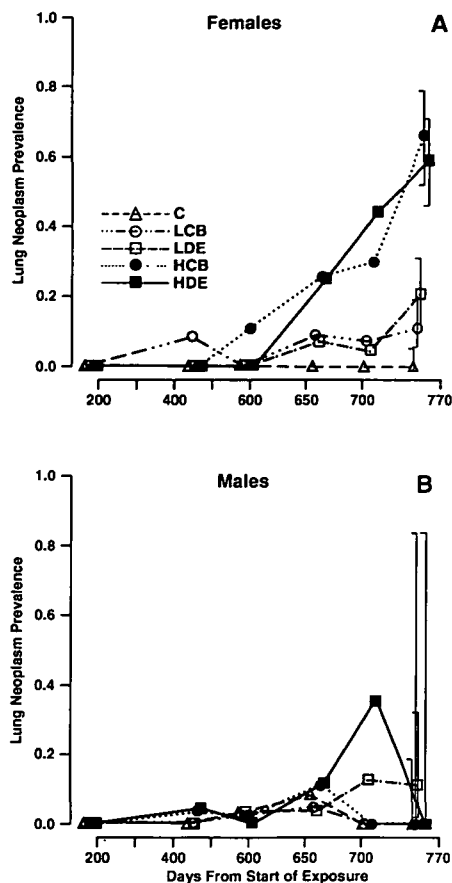 Females
A
1.0
0.8
0.6
0.4
0.2
0.0
Lung Neoplasm Prevalence
C
LCB
LDE
HCB
HDE
200 400 600 650 700 770
Males
B
1.0
0.8
0.6
0.4
0.2
0.0
Lung Neoplasm Prevalence
200 400 600 650 700 770
Days From Start of Exposure